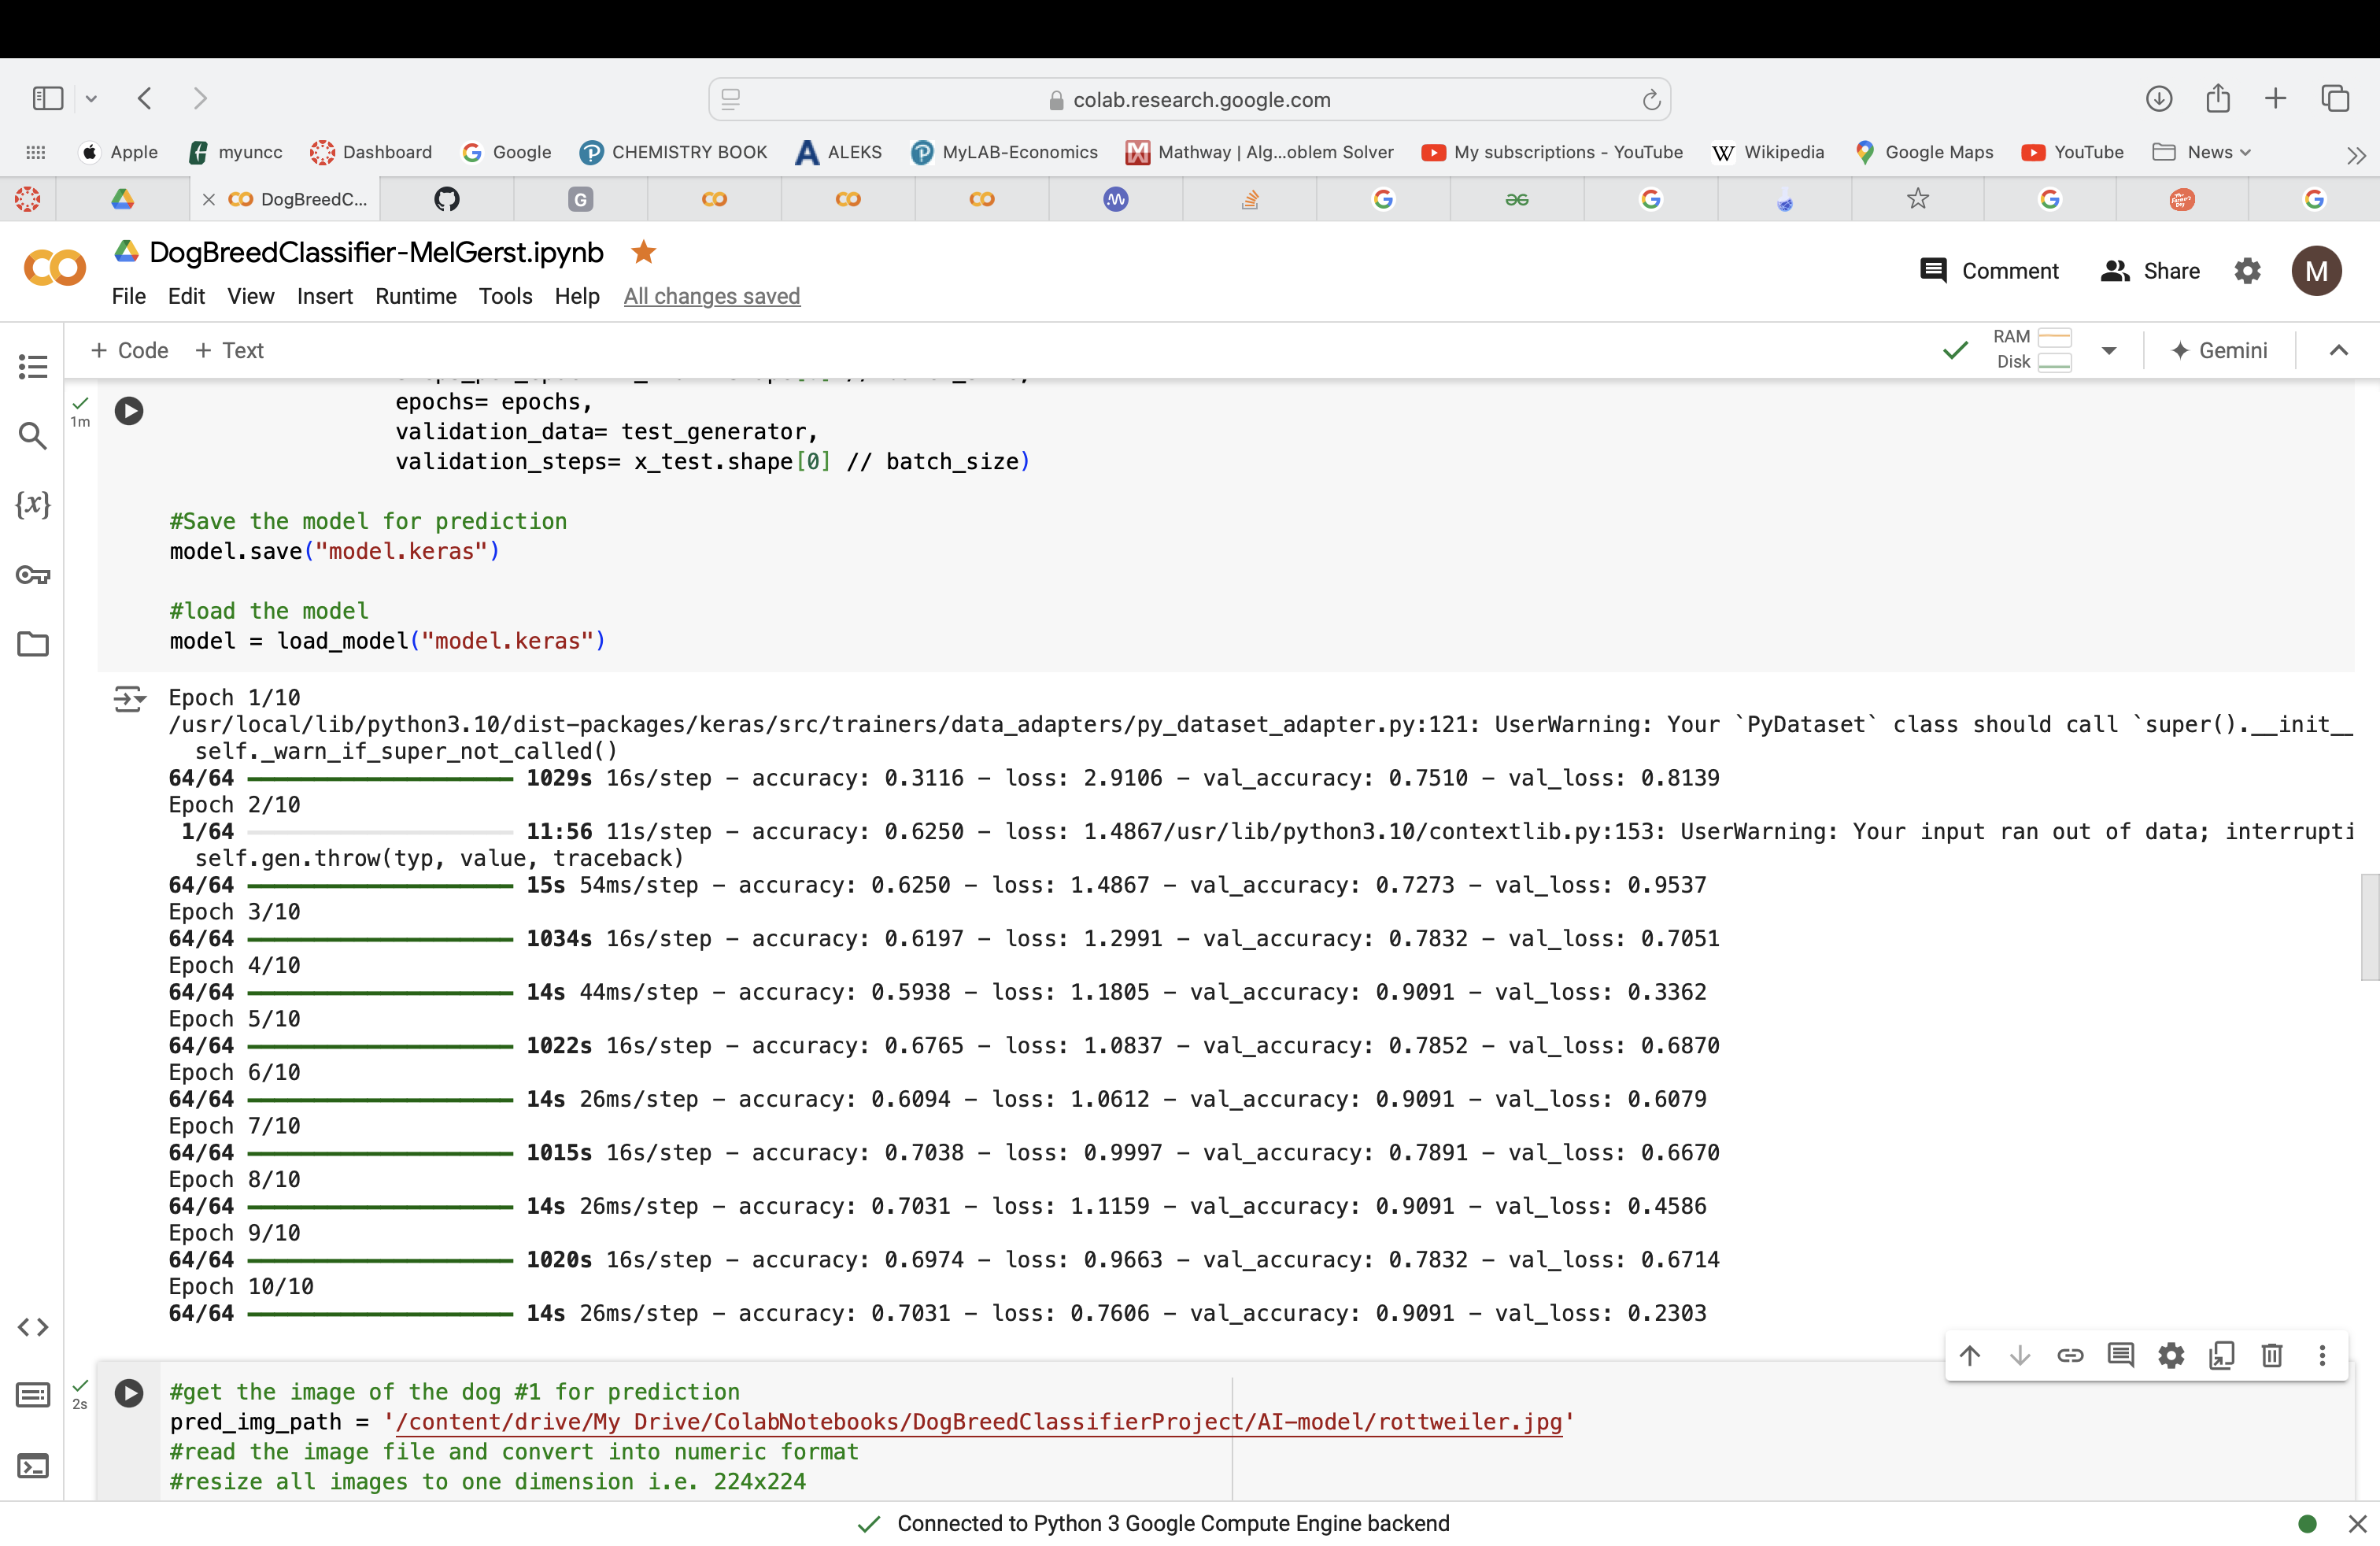 colab.research.google.com
Apple myuncc Dashboard Google CHEMISTRY BOOK ALEKS MyLAB-Economics Mathway | Alg...oblem Solver My subscriptions - YouTube Wikipedia Google Maps YouTube News
DogBreedC...
DogBreedClassifier-MelGerst.ipynb
Comment Share M
File Edit View Insert Runtime Tools Help All changes saved
+ Code + Text
RAM
Disk
Gemini
epochs= epochs,
1m
validation_data= test_generator,
validation_steps= x_test.shape[0] // batch_size)
#Save the model for prediction
model.save("model.keras")
#load the model
model = load_model("model.keras")
Epoch 1/10
/usr/local/lib/python3.10/dist-packages/keras/src/trainers/data_adapters/py_dataset_adapter.py:121: UserWarning: Your `PyDataset` class should call `super().__init__
self._warn_if_super_not_called()
64/64 1029s 16s/step - accuracy: 0.3116 - loss: 2.9106 - val_accuracy: 0.7510 - val_loss: 0.8139
Epoch 2/10
1/64 11:56 11s/step - accuracy: 0.6250 - loss: 1.4867/usr/lib/python3.10/contextlib.py:153: UserWarning: Your input ran out of data; interrupti
self.gen.throw(typ, value, traceback)
64/64 15s 54ms/step - accuracy: 0.6250 - loss: 1.4867 - val_accuracy: 0.7273 - val_loss: 0.9537
Epoch 3/10
64/64 1034s 16s/step - accuracy: 0.6197 - loss: 1.2991 - val_accuracy: 0.7832 - val_loss: 0.7051
Epoch 4/10
64/64 14s 44ms/step - accuracy: 0.5938 - loss: 1.1805 - val_accuracy: 0.9091 - val_loss: 0.3362
Epoch 5/10
64/64 1022s 16s/step - accuracy: 0.6765 - loss: 1.0837 - val_accuracy: 0.7852 - val_loss: 0.6870
Epoch 6/10
64/64 14s 26ms/step - accuracy: 0.6094 - loss: 1.0612 - val_accuracy: 0.9091 - val_loss: 0.6079
Epoch 7/10
64/64 1015s 16s/step - accuracy: 0.7038 - loss: 0.9997 - val_accuracy: 0.7891 - val_loss: 0.6670
Epoch 8/10
64/64 14s 26ms/step - accuracy: 0.7031 - loss: 1.1159 - val_accuracy: 0.9091 - val_loss: 0.4586
Epoch 9/10
64/64 1020s 16s/step - accuracy: 0.6974 - loss: 0.9663 - val_accuracy: 0.7832 - val_loss: 0.6714
Epoch 10/10
64/64 14s 26ms/step - accuracy: 0.7031 - loss: 0.7606 - val_accuracy: 0.9091 - val_loss: 0.2303
#get the image of the dog #1 for prediction
2s
pred_img_path = '/content/drive/My Drive/ColabNotebooks/DogBreedClassifierProject/AI-model/rottweiler.jpg'
#read the image file and convert into numeric format
#resize all images to one dimension i.e. 224x224
Connected to Python 3 Google Compute Engine backend